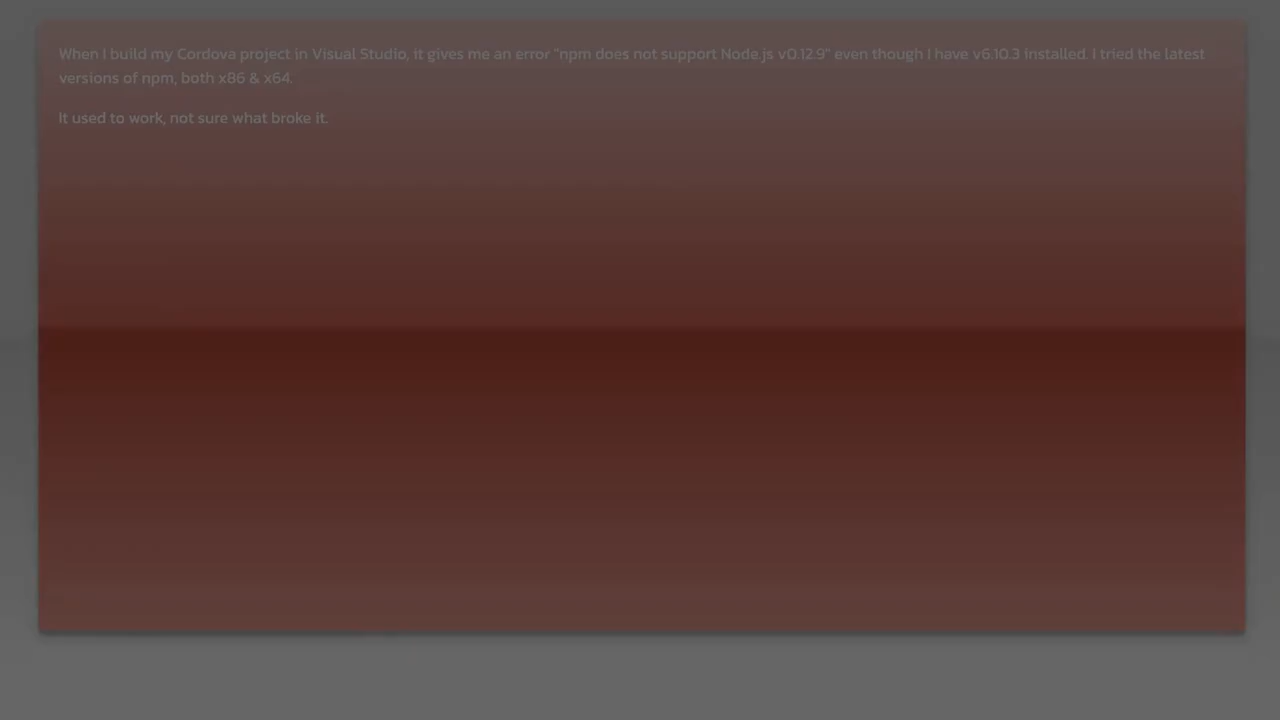 When I build my Cordova project in Visual Studio, it gives me an error "npm does not support Node.js v0.12.9" even though I have v6.10.3 installed. I tried the latest
versions of npm, both x86 & x64.
It used to work, not sure what broke it.